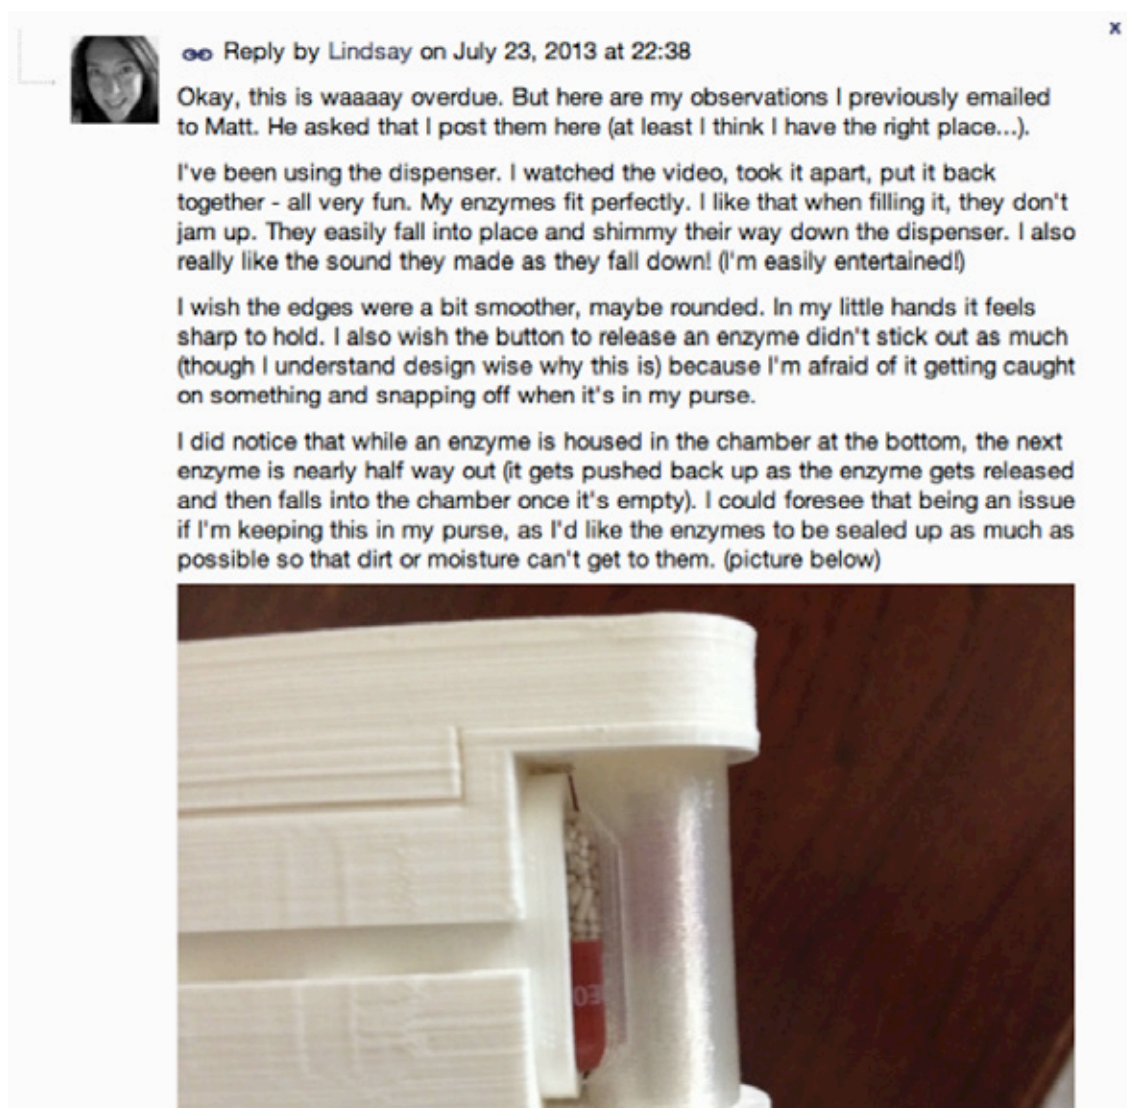 x
Reply by Lindsay on July 23, 2013 at 22:38
Okay, this is waaaay overdue. But here are my observations I previously emailed
to Matt. He asked that I post them here (at least I think I have the right place...).
I've been using the dispenser. I watched the video, took it apart, put it back
together - all very fun. My enzymes fit perfectly. I like that when filling it, they don't
jam up. They easily fall into place and shimmy their way down the dispenser. I also
really like the sound they made as they fall down! (I'm easily entertained!)
I wish the edges were a bit smoother, maybe rounded. In my little hands it feels
sharp to hold. I also wish the button to release an enzyme didn't stick out as much
(though I understand design wise why this is) because I'm afraid of it getting caught
on something and snapping off when it's in my purse.
I did notice that while an enzyme is housed in the chamber at the bottom, the next
enzyme is nearly half way out (it gets pushed back up as the enzyme gets released
and then falls into the chamber once it's empty). I could foresee that being an issue
if I'm keeping this in my purse, as I'd like the enzymes to be sealed up as much as
possible so that dirt or moisture can't get to them. (picture below)
EO